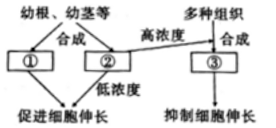 幼根、幼茎等
多种组织
合成
高浓度
合成
①
②
③
低浓度
促进细胞伸长
抑制细胞伸长